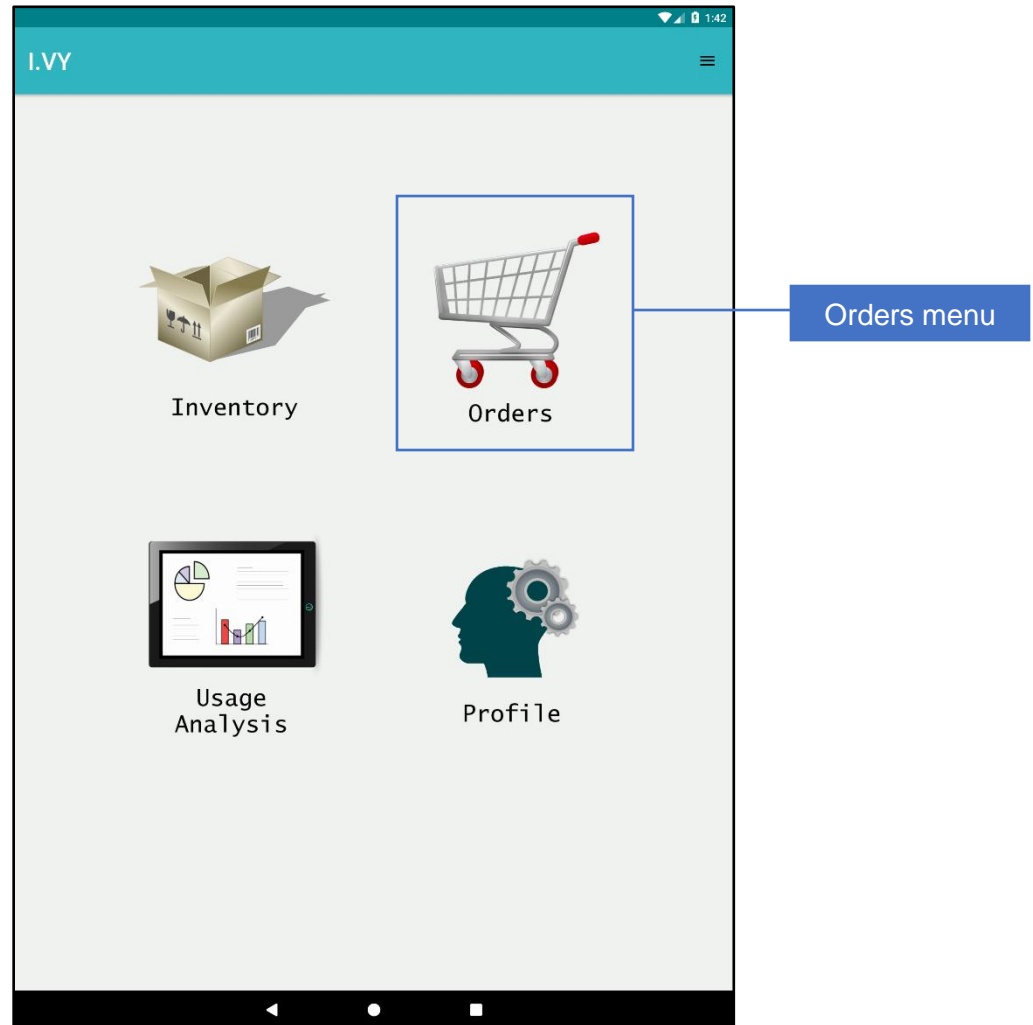 1:42
I.VY
Orders menu
Inventory
Orders
Usage
Analysis
Profile